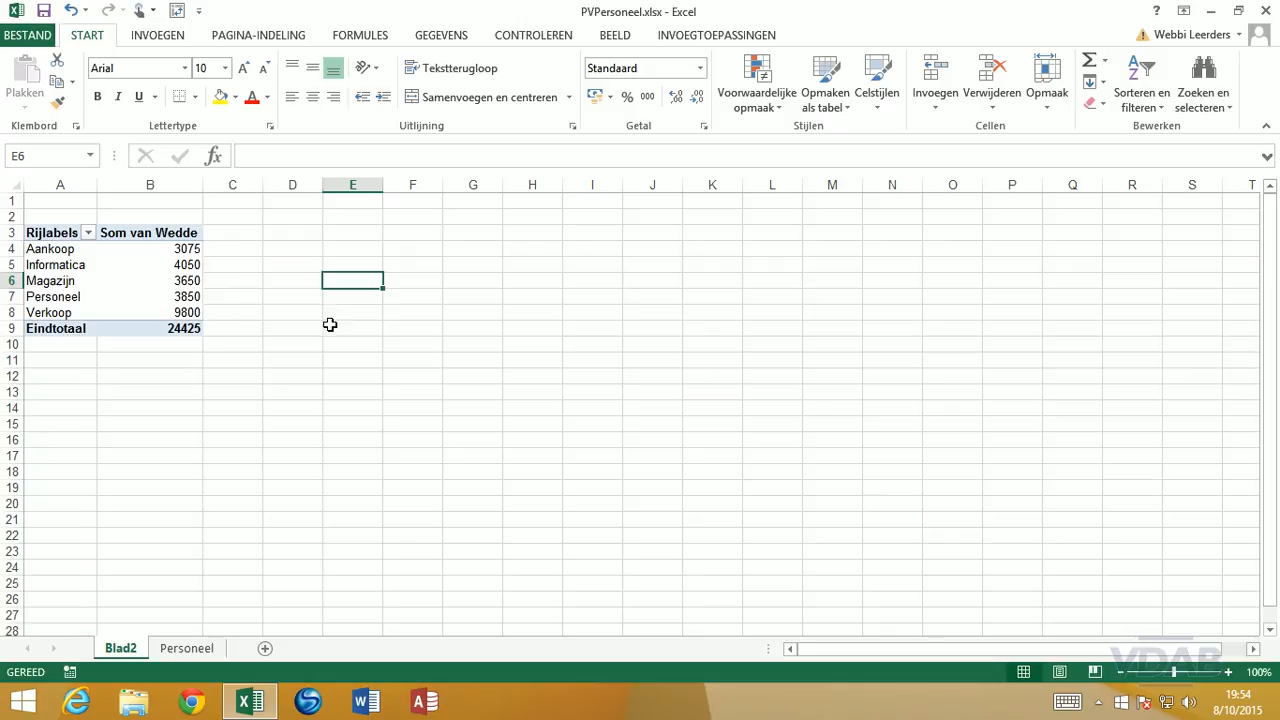 PVPersoneel.xlsx - Excel
?
BESTAND START INVOEGEN PAGINA-INDELING FORMULES GEGEVENS CONTROLEREN BEELD INVOEGTOEPASSINGEN Webbi Leerders
Arial 10 Tekstterugloop Standaard
Plakken B I U Samenvoegen en centreren % 000 Voorwaardelijke opmaak Opmaken als tabel Celstijlen Invoegen Verwijderen Opmaak Sorteren en filteren Zoeken en selecteren
Klembord Lettertype Uitlijning Getal Stijlen Cellen Bewerken
E6 fx
A B C D E F G H I J K L M N O P Q R S T
1
2
3 Rijlabels Som van Wedde
4 Aankoop 3075
5 Informatica 4050
6 Magazijn 3650
7 Personeel 3850
8 Verkoop 9800
9 Eindtotaal 24425
10
11
12
13
14
15
16
17
18
19
20
21
22
23
24
25
26
27
28
Blad2 Personeel
VDAB
GEREED 100%
19:54
8/10/2015